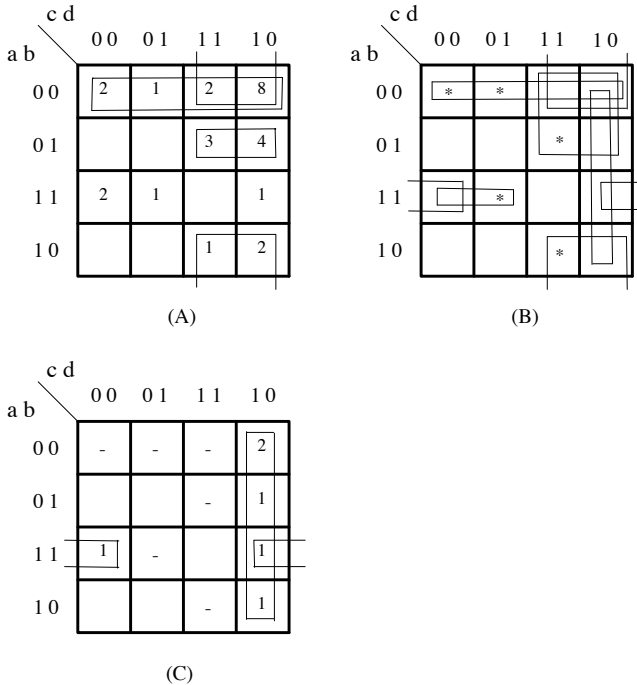 c d
a b
0 0 0 1 1 1 1 0
0 0 2 1 2 8
0 1 3 4
1 1 2 1 1
1 0 1 2
(A)
c d
a b
0 0 0 1 1 1 1 0
0 0 * *
0 1 *
1 1 *
1 0 *
(B)
c d
a b
0 0 0 1 1 1 1 0
0 0 - - - 2
0 1 - 1
1 1 1 - 1
1 0 - 1
(C)